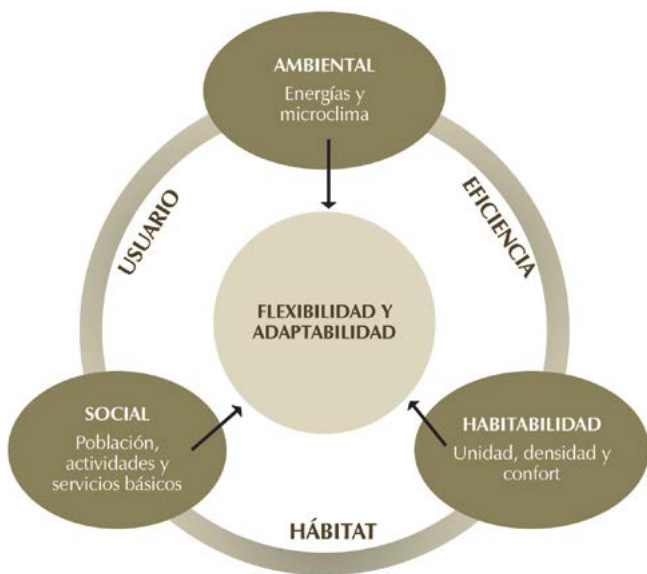 AMBIENTAL
Energías y
microclima
USUARIO
EFICIENCIA
FLEXIBILIDAD Y
ADAPTABILIDAD
SOCIAL
Población,
actividades y
servicios básicos
HABITABILIDAD
Unidad, densidad y
confort
HÁBITAT